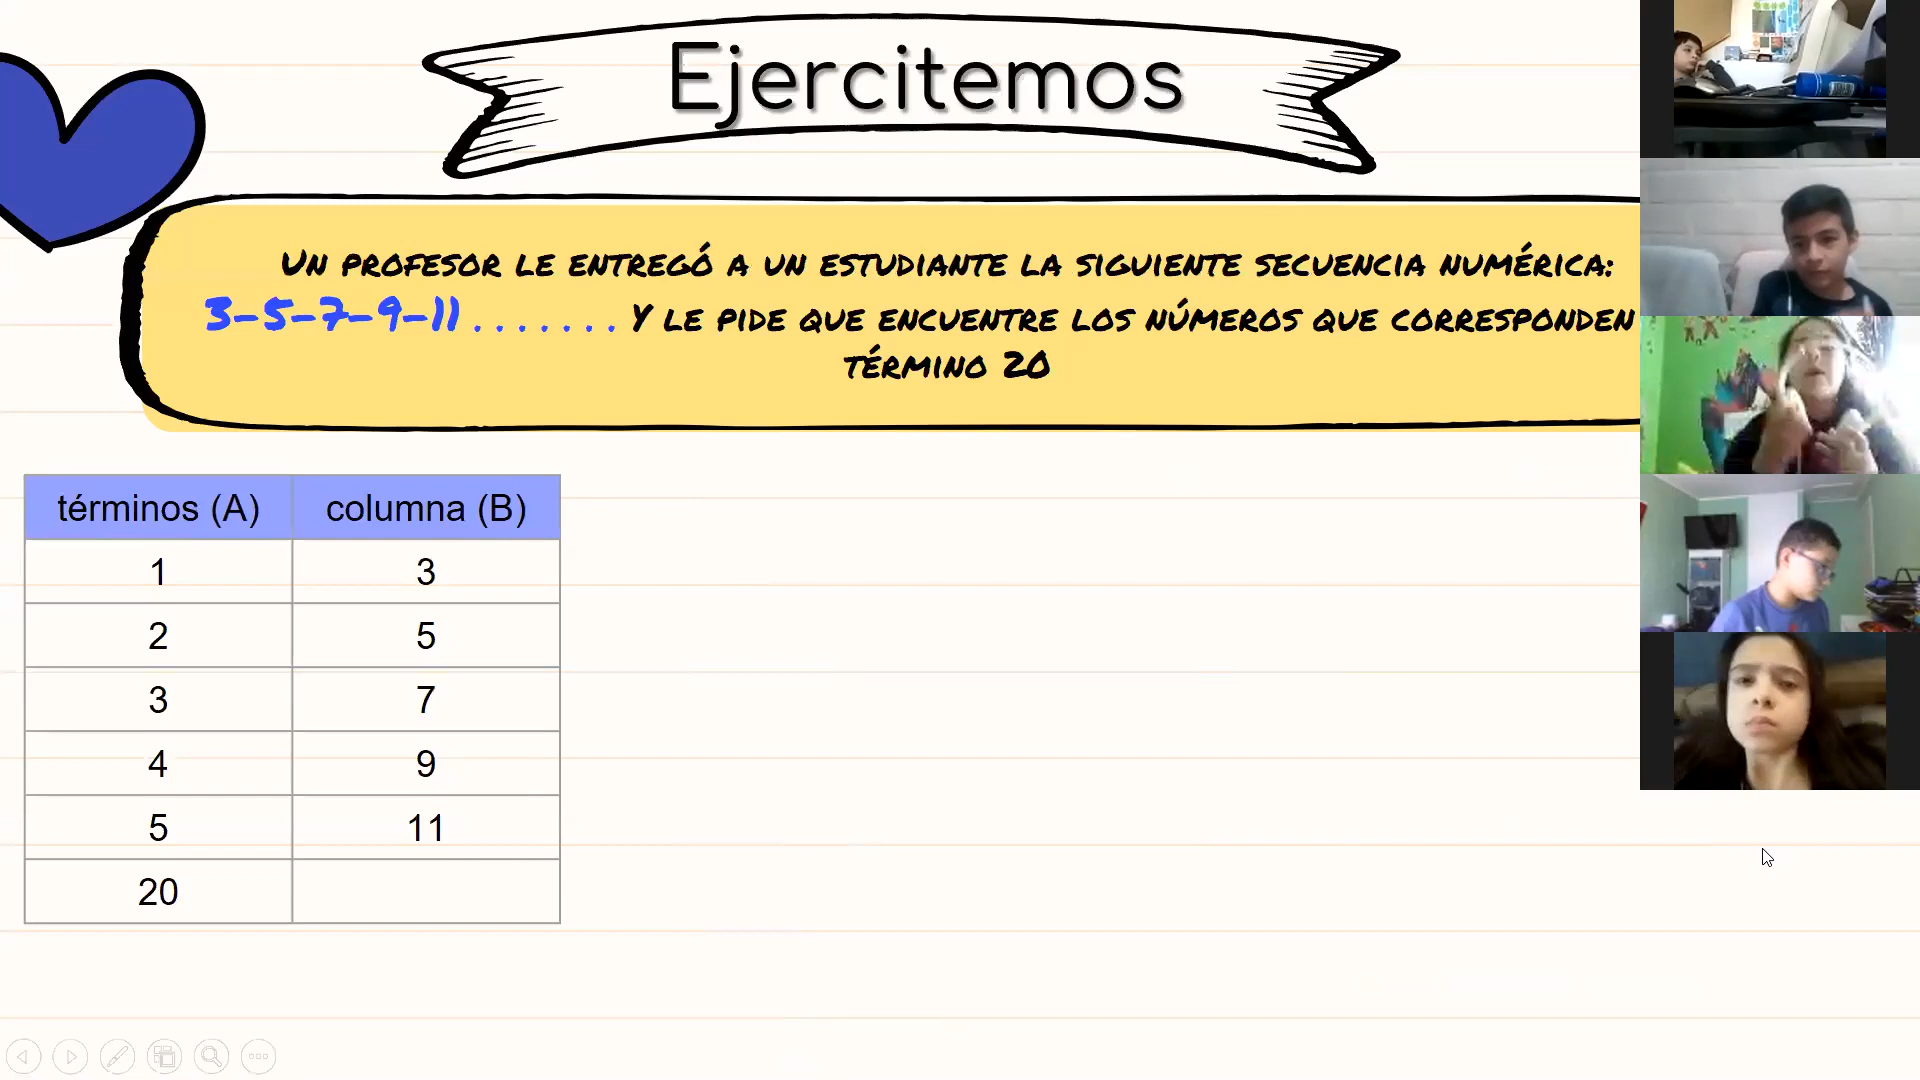 Ejercitemos
Un profesor le entregó a un estudiante la siguiente secuencia numérica:
3-5-7-9-11....... Y le pide que encuentre los números que corresponden
término 20
términos (A) columna (B)
1 3
2 5
3 7
4 9
5 11
20